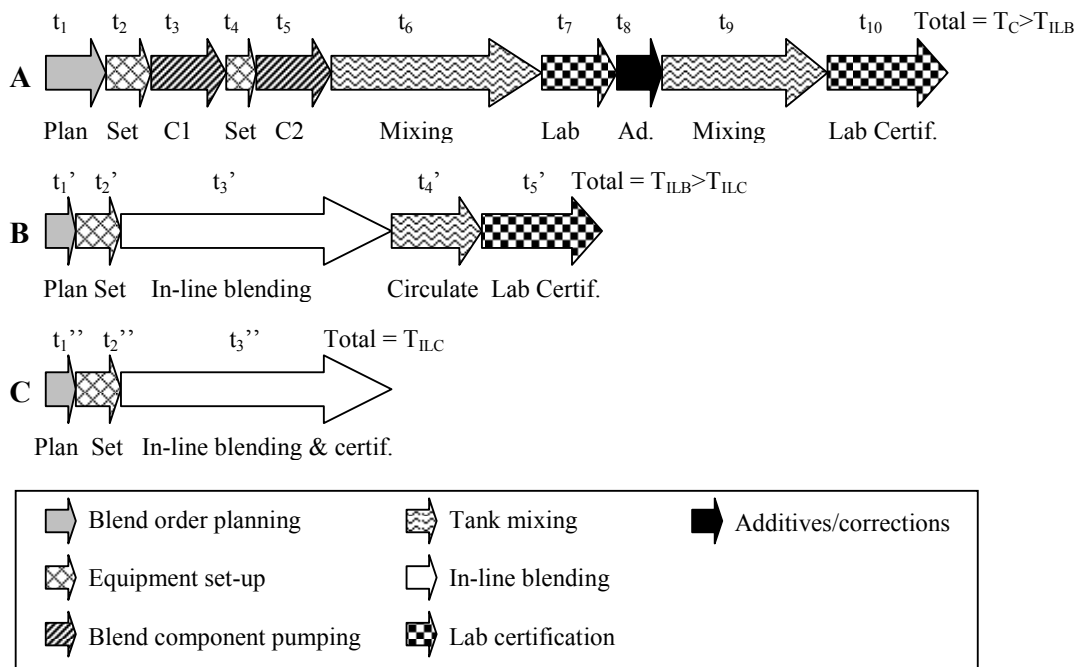 t1 t2 t3 t4 t5 t6 t7 t8 t9 t10 Total = TC>TILB
A
Plan Set C1 Set C2 Mixing Lab Ad. Mixing Lab Certif.
t1’ t2’ t3’ t4’ t5’ Total = TILB>TILC
B
Plan Set In-line blending Circulate Lab Certif.
t1’’ t2’’ t3’’ Total = TILC
C
Plan Set In-line blending & certif.
Blend order planning Tank mixing Additives/corrections
Equipment set-up In-line blending
Blend component pumping Lab certification